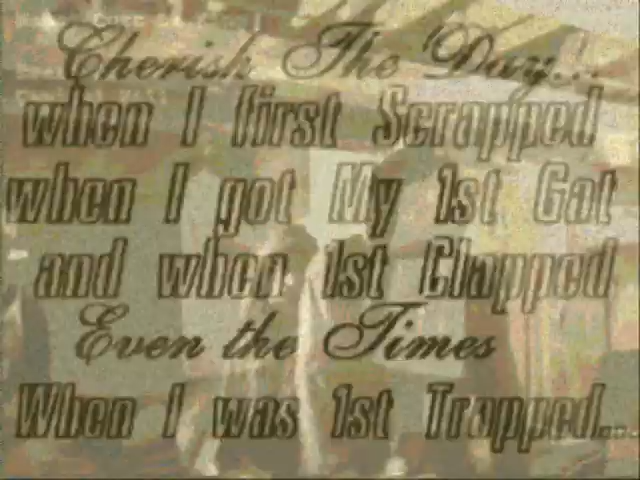 Cherish The Day...
when I first Scrapped
when I got My 1st Gat
and when 1st Clapped
Even the Times
When I was 1st Trapped...